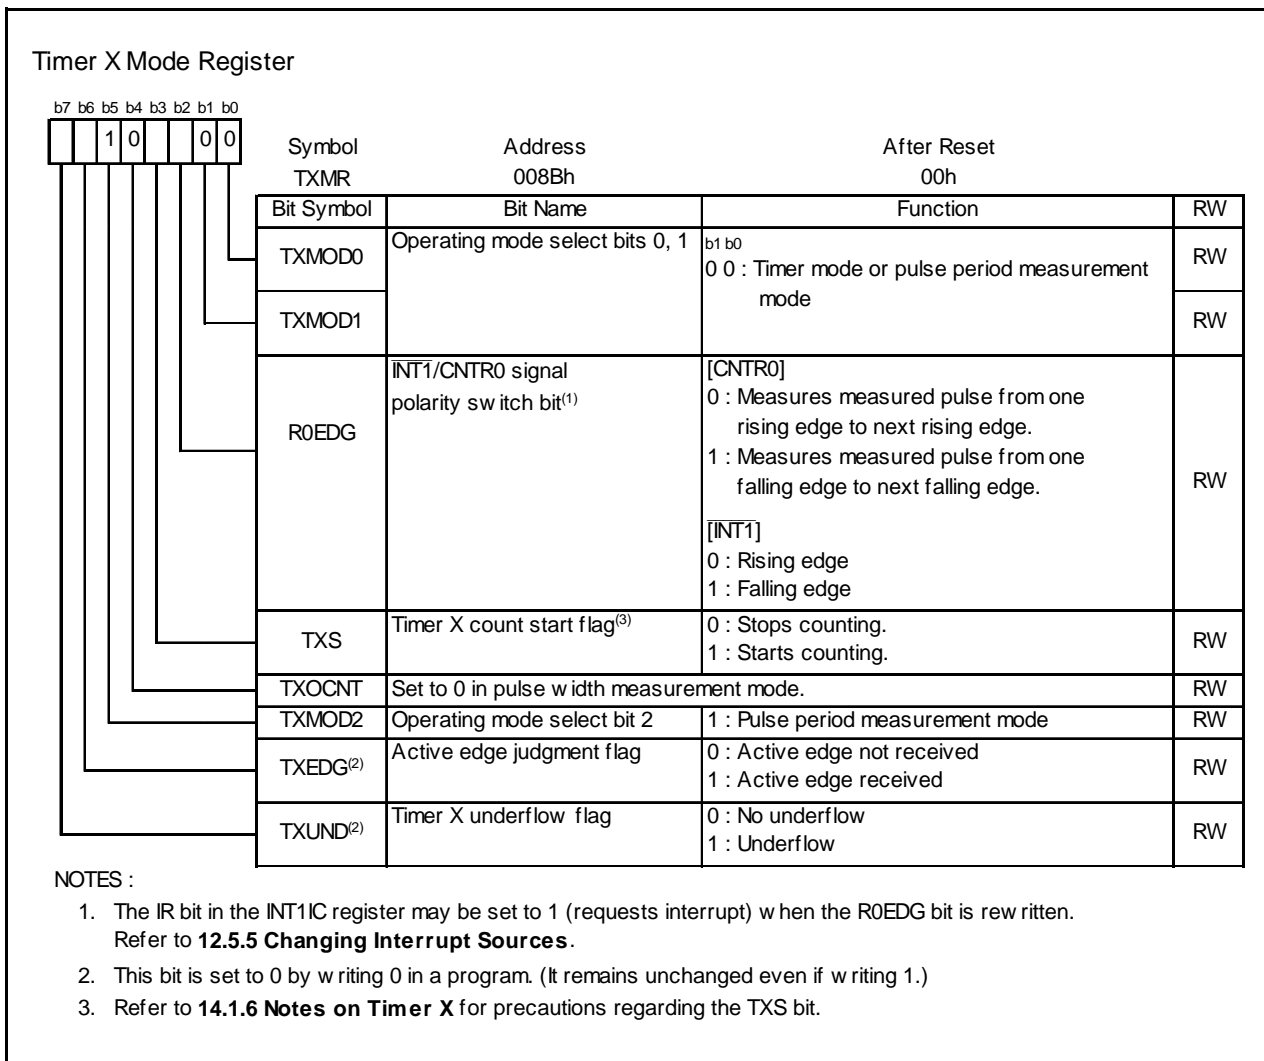 Timer X Mode Register
b7 b6 b5 b4 b3 b2 b1 b0
1 0 0 0
Symbol Address After Reset
TXMR 008Bh 00h
Bit Symbol Bit Name Function RW
TXMOD0 Operating mode select bits 0, 1 b1 b0 RW
0 0 : Timer mode or pulse period measurement
mode
TXMOD1 RW
R0EDG INT1/CNTR0 signal [CNTR0] RW
polarity switch bit(1) 0 : Measures measured pulse from one
rising edge to next rising edge.
1 : Measures measured pulse from one
falling edge to next falling edge.
[INT1]
0 : Rising edge
1 : Falling edge
TXS Timer X count start flag(3) 0 : Stops counting. RW
1 : Starts counting.
TXOCNT Set to 0 in pulse width measurement mode. RW
TXMOD2 Operating mode select bit 2 1 : Pulse period measurement mode RW
TXEDG(2) Active edge judgment flag 0 : Active edge not received RW
1 : Active edge received
TXUND(2) Timer X underflow flag 0 : No underflow RW
1 : Underflow
NOTES :
1. The IR bit in the INT1IC register may be set to 1 (requests interrupt) when the R0EDG bit is rewritten.
Refer to 12.5.5 Changing Interrupt Sources.
2. This bit is set to 0 by writing 0 in a program. (It remains unchanged even if writing 1.)
3. Refer to 14.1.6 Notes on Timer X for precautions regarding the TXS bit.